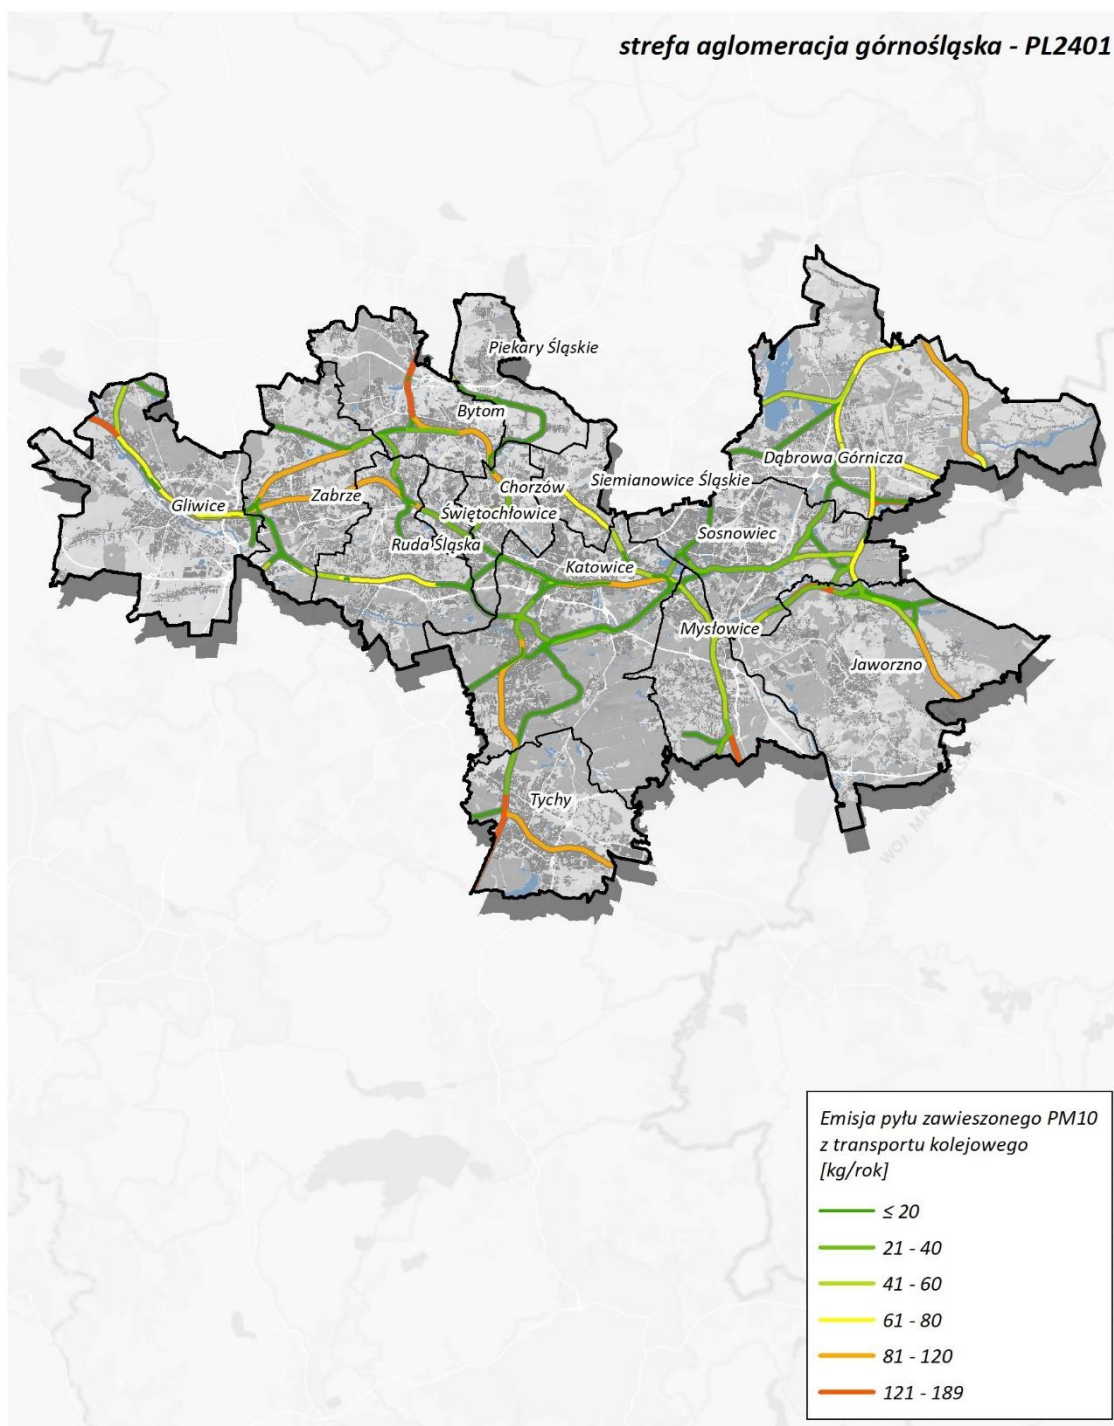 strefa aglomeracja górnośląska - PL2401
Piekary Śląskie
Bytom
Dąbrowa Górnicza
Siemianowice Śląskie
Chorzów
Zabrze
Gliwice
Świętochłowice
Sosnowiec
Ruda Śląska
Katowice
Mysłowice
Jaworzno
Tychy
WOJ. MA
Emisja pyłu zawieszonego PM10
z transportu kolejowego
[kg/rok]
≤ 20
21 - 40
41 - 60
61 - 80
81 - 120
121 - 189